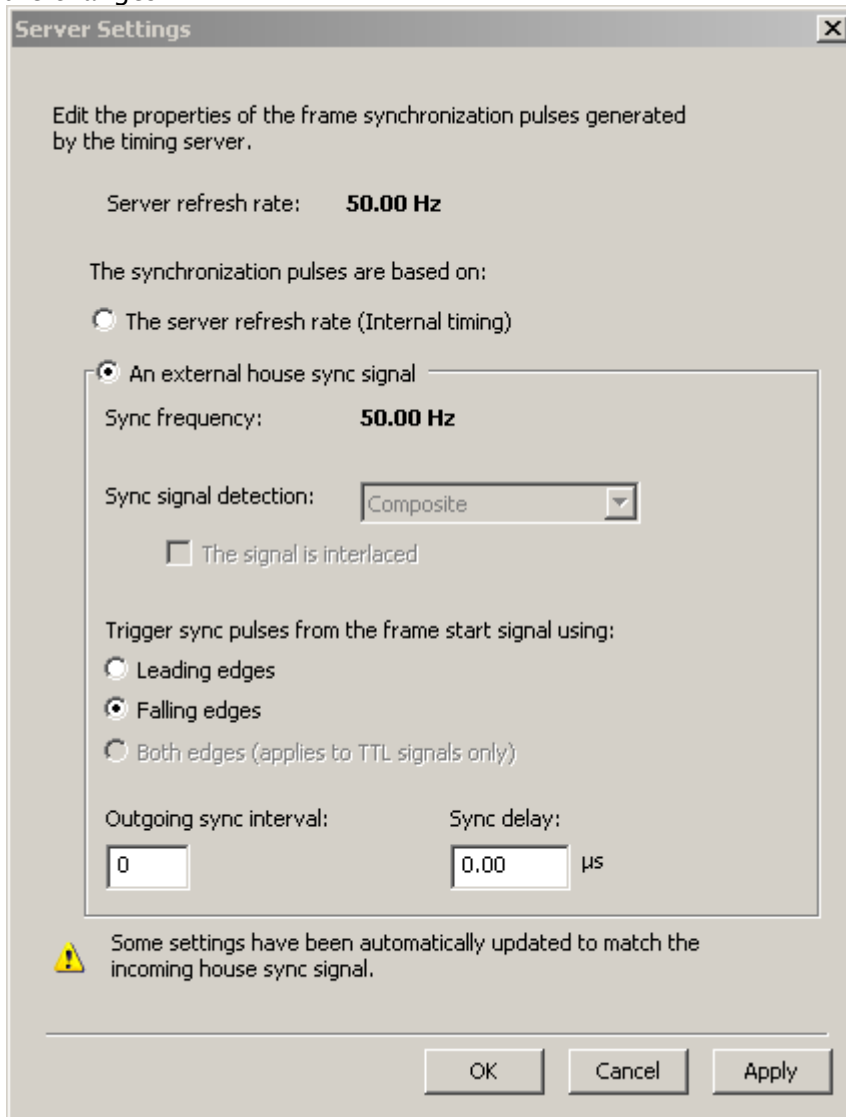 Server Settings
Edit the properties of the frame synchronization pulses generated
by the timing server.
Server refresh rate: 50.00 Hz
The synchronization pulses are based on:
The server refresh rate (Internal timing)
An external house sync signal
Sync frequency: 50.00 Hz
Sync signal detection: Composite
The signal is interlaced
Trigger sync pulses from the frame start signal using:
Leading edges
Falling edges
Both edges (applies to TTL signals only)
Outgoing sync interval: Sync delay:
0 0.00 µs
Some settings have been automatically updated to match the
incoming house sync signal.
OK Cancel Apply